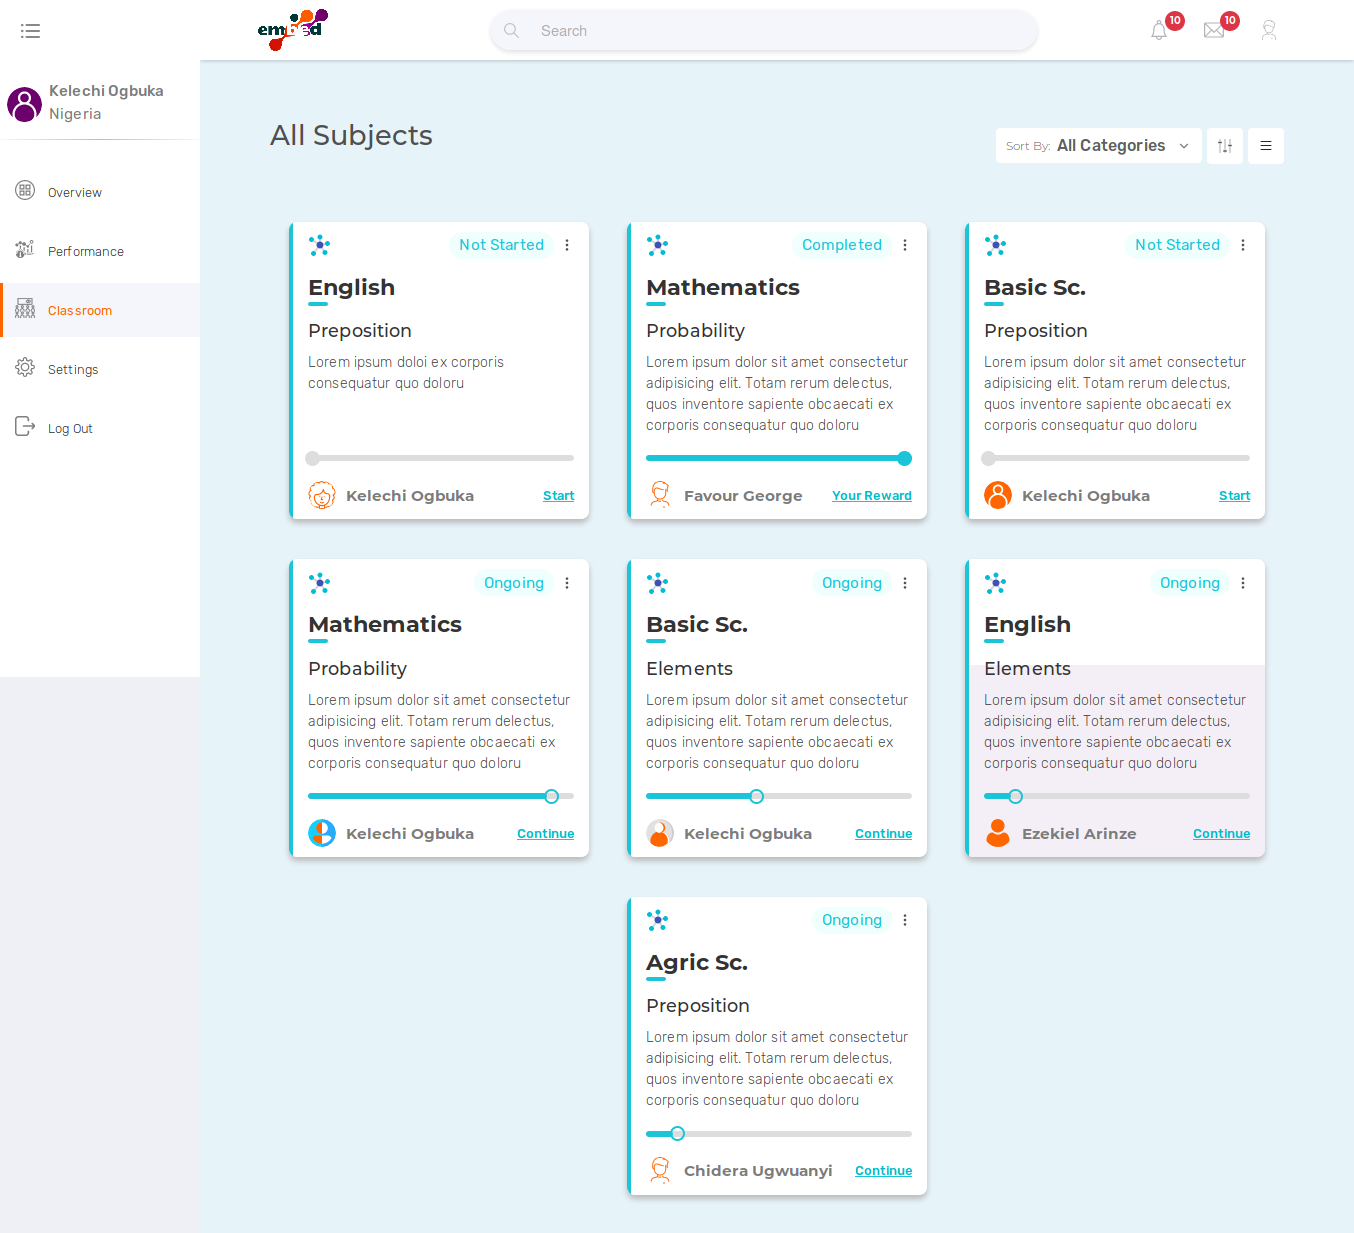 embed
Search
10
10
Kelechi Ogbuka
Nigeria
Overview
Performance
Classroom
Settings
Log Out
All Subjects
Sort By: All Categories
Not Started
English
Preposition
Lorem ipsum doloi ex corporis
consequatur quo doloru
Kelechi Ogbuka
Start
Completed
Mathematics
Probability
Lorem ipsum dolor sit amet consectetur
adipisicing elit. Totam rerum delectus,
quos inventore sapiente obcaecati ex
corporis consequatur quo doloru
Favour George
Your Reward
Not Started
Basic Sc.
Preposition
Lorem ipsum dolor sit amet consectetur
adipisicing elit. Totam rerum delectus,
quos inventore sapiente obcaecati ex
corporis consequatur quo doloru
Kelechi Ogbuka
Start
Ongoing
Mathematics
Probability
Lorem ipsum dolor sit amet consectetur
adipisicing elit. Totam rerum delectus,
quos inventore sapiente obcaecati ex
corporis consequatur quo doloru
Kelechi Ogbuka
Continue
Ongoing
Basic Sc.
Elements
Lorem ipsum dolor sit amet consectetur
adipisicing elit. Totam rerum delectus,
quos inventore sapiente obcaecati ex
corporis consequatur quo doloru
Kelechi Ogbuka
Continue
Ongoing
English
Elements
Lorem ipsum dolor sit amet consectetur
adipisicing elit. Totam rerum delectus,
quos inventore sapiente obcaecati ex
corporis consequatur quo doloru
Ezekiel Arinze
Continue
Ongoing
Agric Sc.
Preposition
Lorem ipsum dolor sit amet consectetur
adipisicing elit. Totam rerum delectus,
quos inventore sapiente obcaecati ex
corporis consequatur quo doloru
Chidera Ugwuanyi
Continue